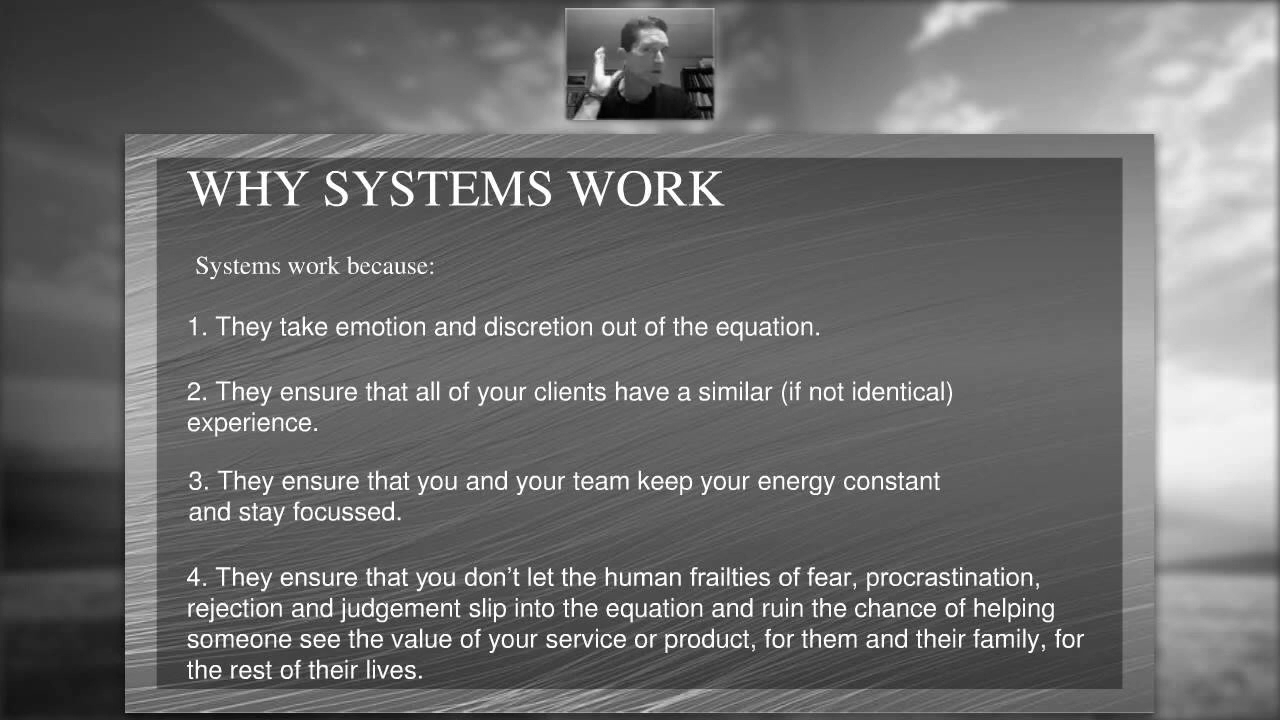 WHY SYSTEMS WORK
Systems work because:
1. They take emotion and discretion out of the equation.
2. They ensure that all of your clients have a similar (if not identical)
experience.
3. They ensure that you and your team keep your energy constant
and stay focussed.
4. They ensure that you don’t let the human frailties of fear, procrastination,
rejection and judgement slip into the equation and ruin the chance of helping
someone see the value of your service or product, for them and their family, for
the rest of their lives.